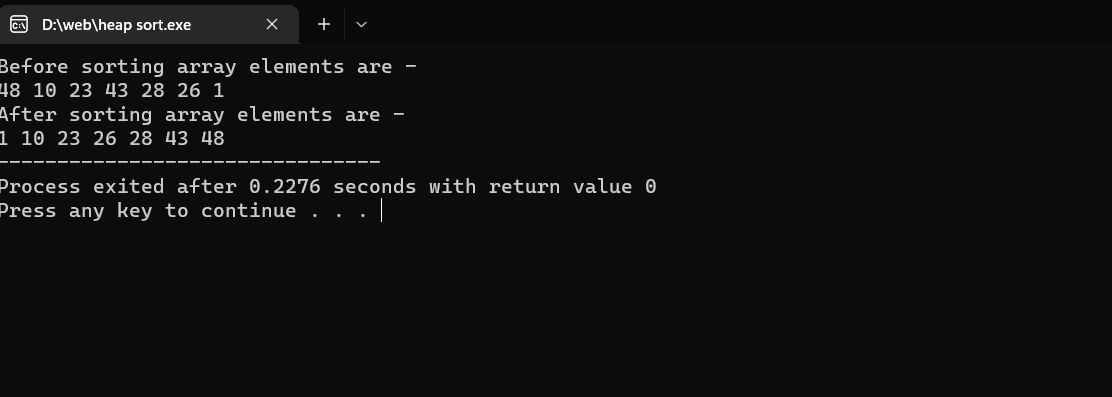 D:\web\heap sort.exe
Before sorting array elements are -
48 10 23 43 28 26 1
After sorting array elements are -
1 10 23 26 28 43 48
--------------------------------
Process exited after 0.2276 seconds with return value 0
Press any key to continue . . .